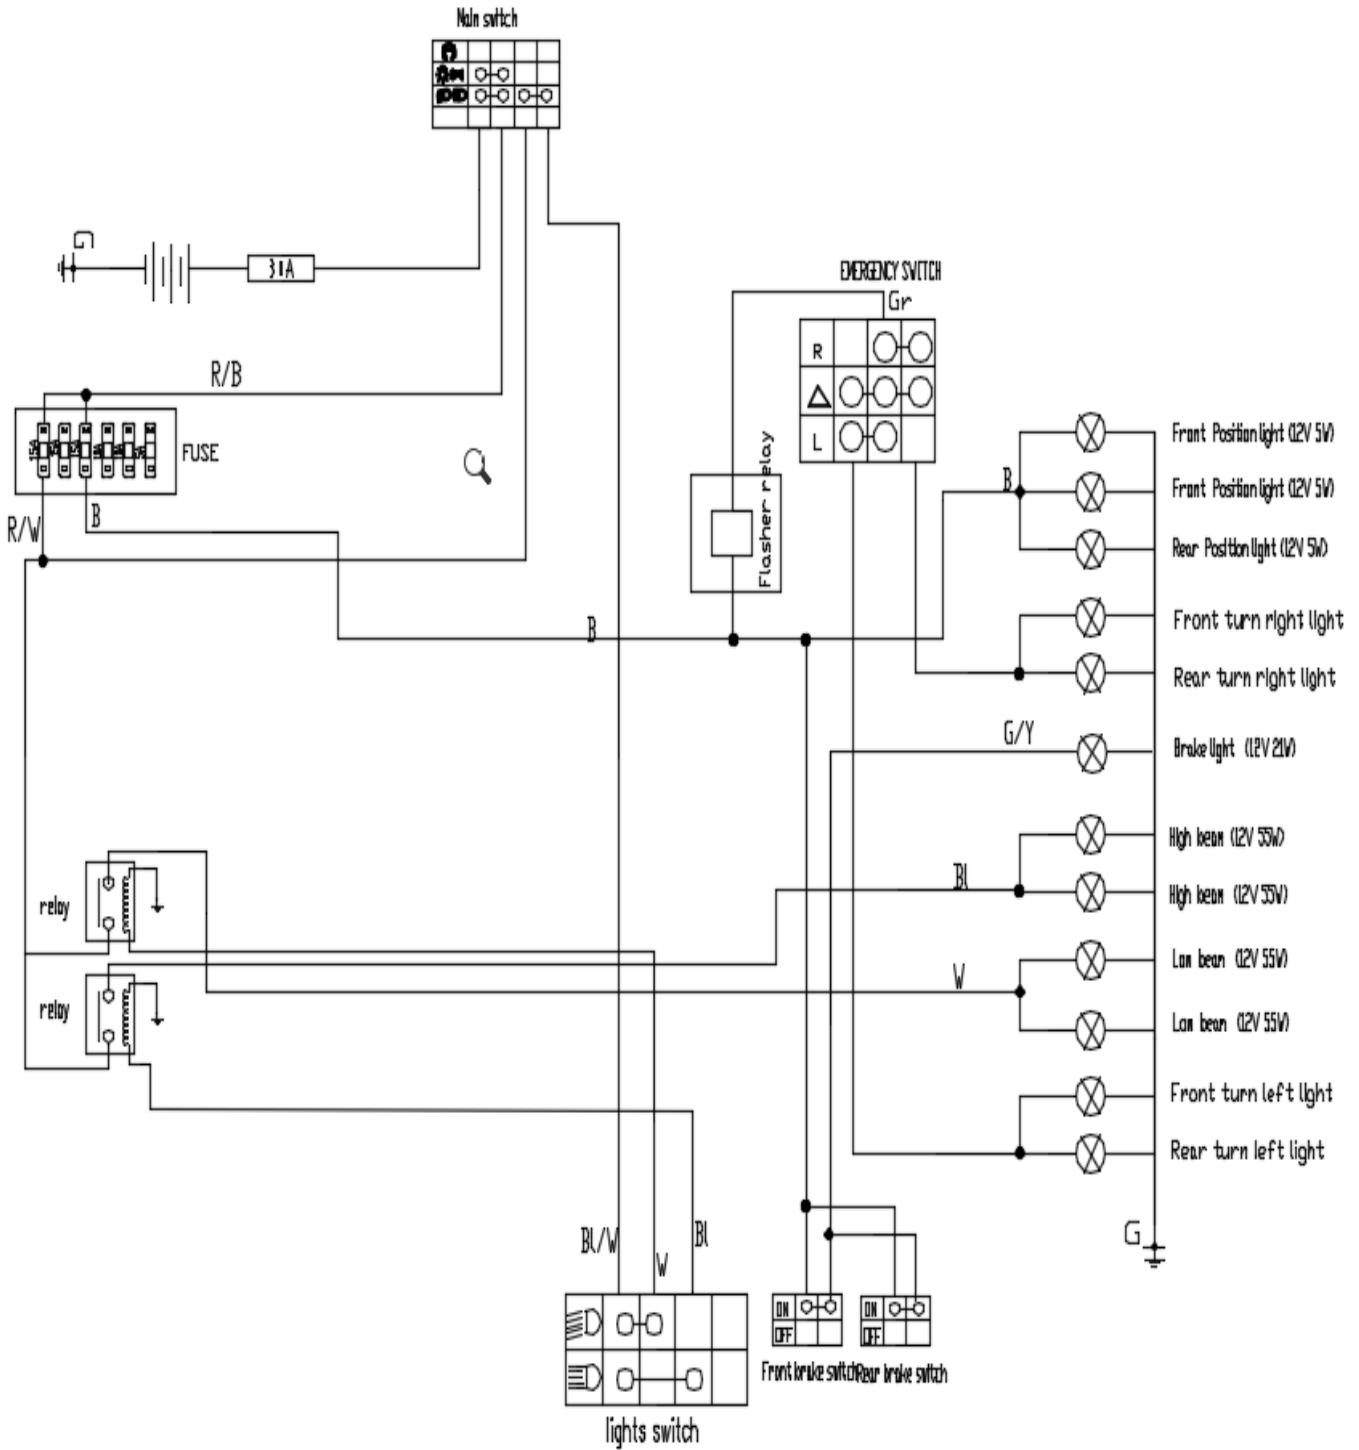 Main switch
G
30A
EMERGENCY SWITCH
Gr
R/B
R
L
FUSE
15A
Flasher relay
R/W
B
B
B
Front Position light (12V 5W)
Front Position light (12V 5W)
Rear Position light (12V 5W)
Front turn right light
Rear turn right light
G/Y
Brake light (12V 21W)
relay
High beam (12V 55W)
Bl
High beam (12V 55W)
relay
W
Low beam (12V 55W)
Low beam (12V 55W)
Front turn left light
Rear turn left light
Bl/W
W
Bl
G
ON
OFF
ON
OFF
Front brake switch
Rear brake switch
lights switch